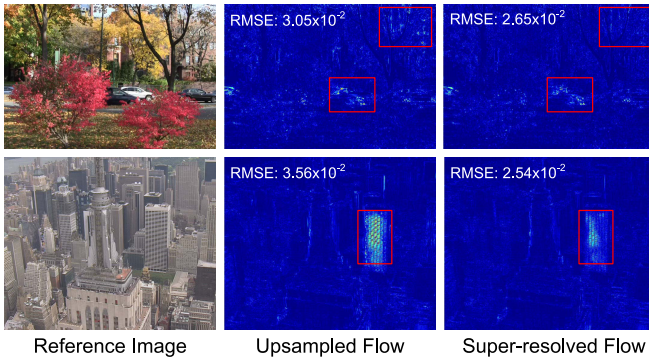 RMSE: 3.05x10-2
RMSE: 2.65x10-2
RMSE: 3.56x10-2
RMSE: 2.54x10-2
Reference Image
Upsampled Flow
Super-resolved Flow